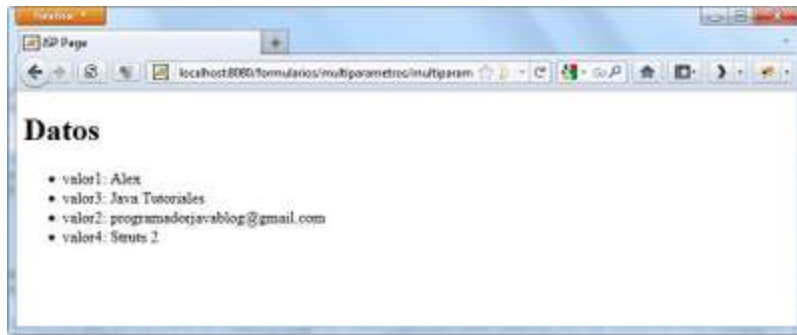 JSP Page
localhost:8080/formularios/multiparametros/multiparam
Datos
valor1: Alex
valor3: Java Tutoriales
valor2: programadorjavablog@gmail.com
valor4: Struts 2